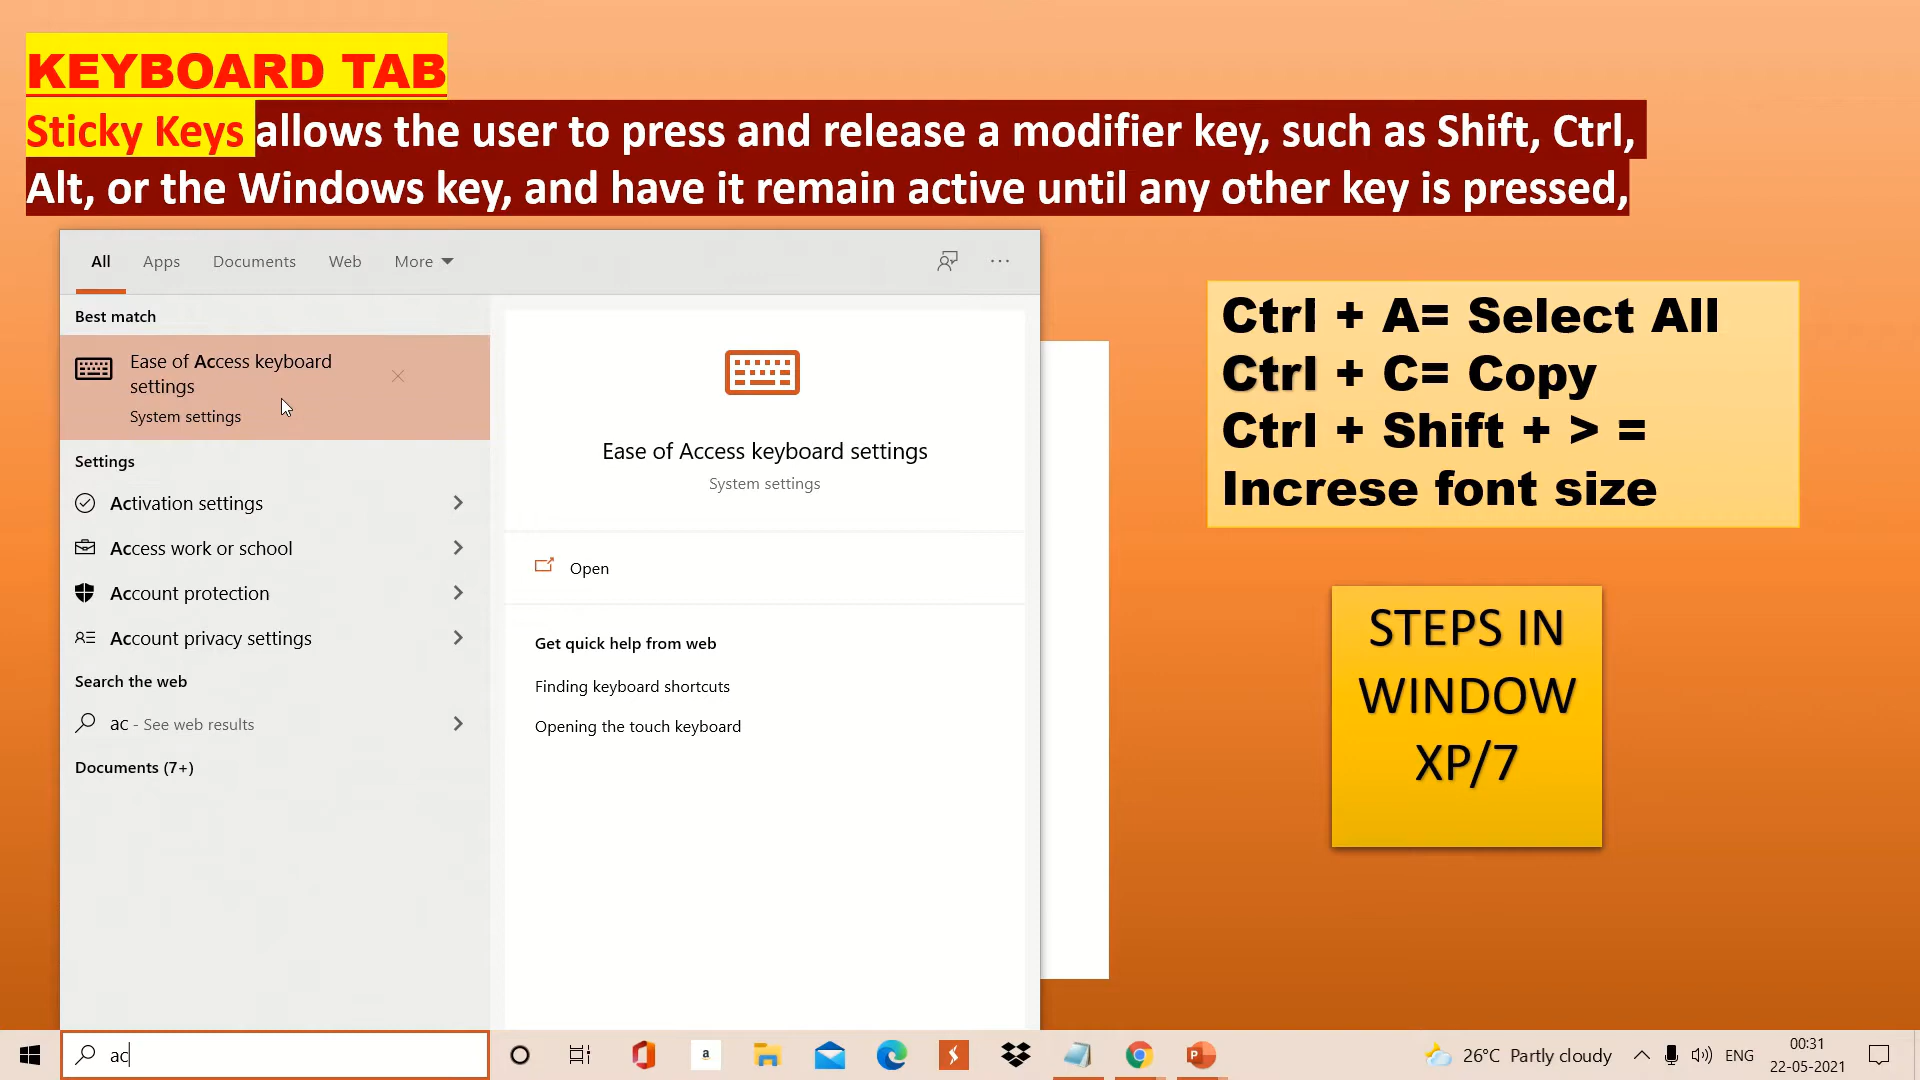 KEYBOARD TAB
Sticky Keys allows the user to press and release a modifier key, such as Shift, Ctrl,
Alt, or the Windows key, and have it remain active until any other key is pressed,
All Apps Documents Web More
Best match
Ease of Access keyboard
settings
System settings
Settings
Activation settings
Access work or school
Account protection
Account privacy settings
Search the web
ac - See web results
Documents (7+)
Ease of Access keyboard settings
System settings
Open
Get quick help from web
Finding keyboard shortcuts
Opening the touch keyboard
Ctrl + A= Select All
Ctrl + C= Copy
Ctrl + Shift + > =
Increse font size
STEPS IN
WINDOW
XP/7
ac
a
P
26°C Partly cloudy
ENG
00:31
22-05-2021